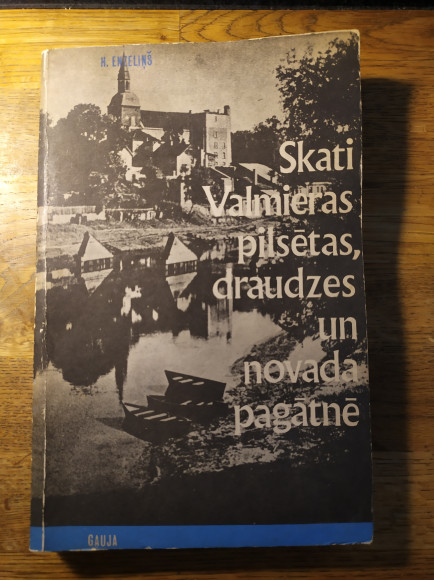 H. ENZELIŅŠ
Skati
Valmieras
pilsētas,
draudzes
un
novada
pagātnē
GAUJA